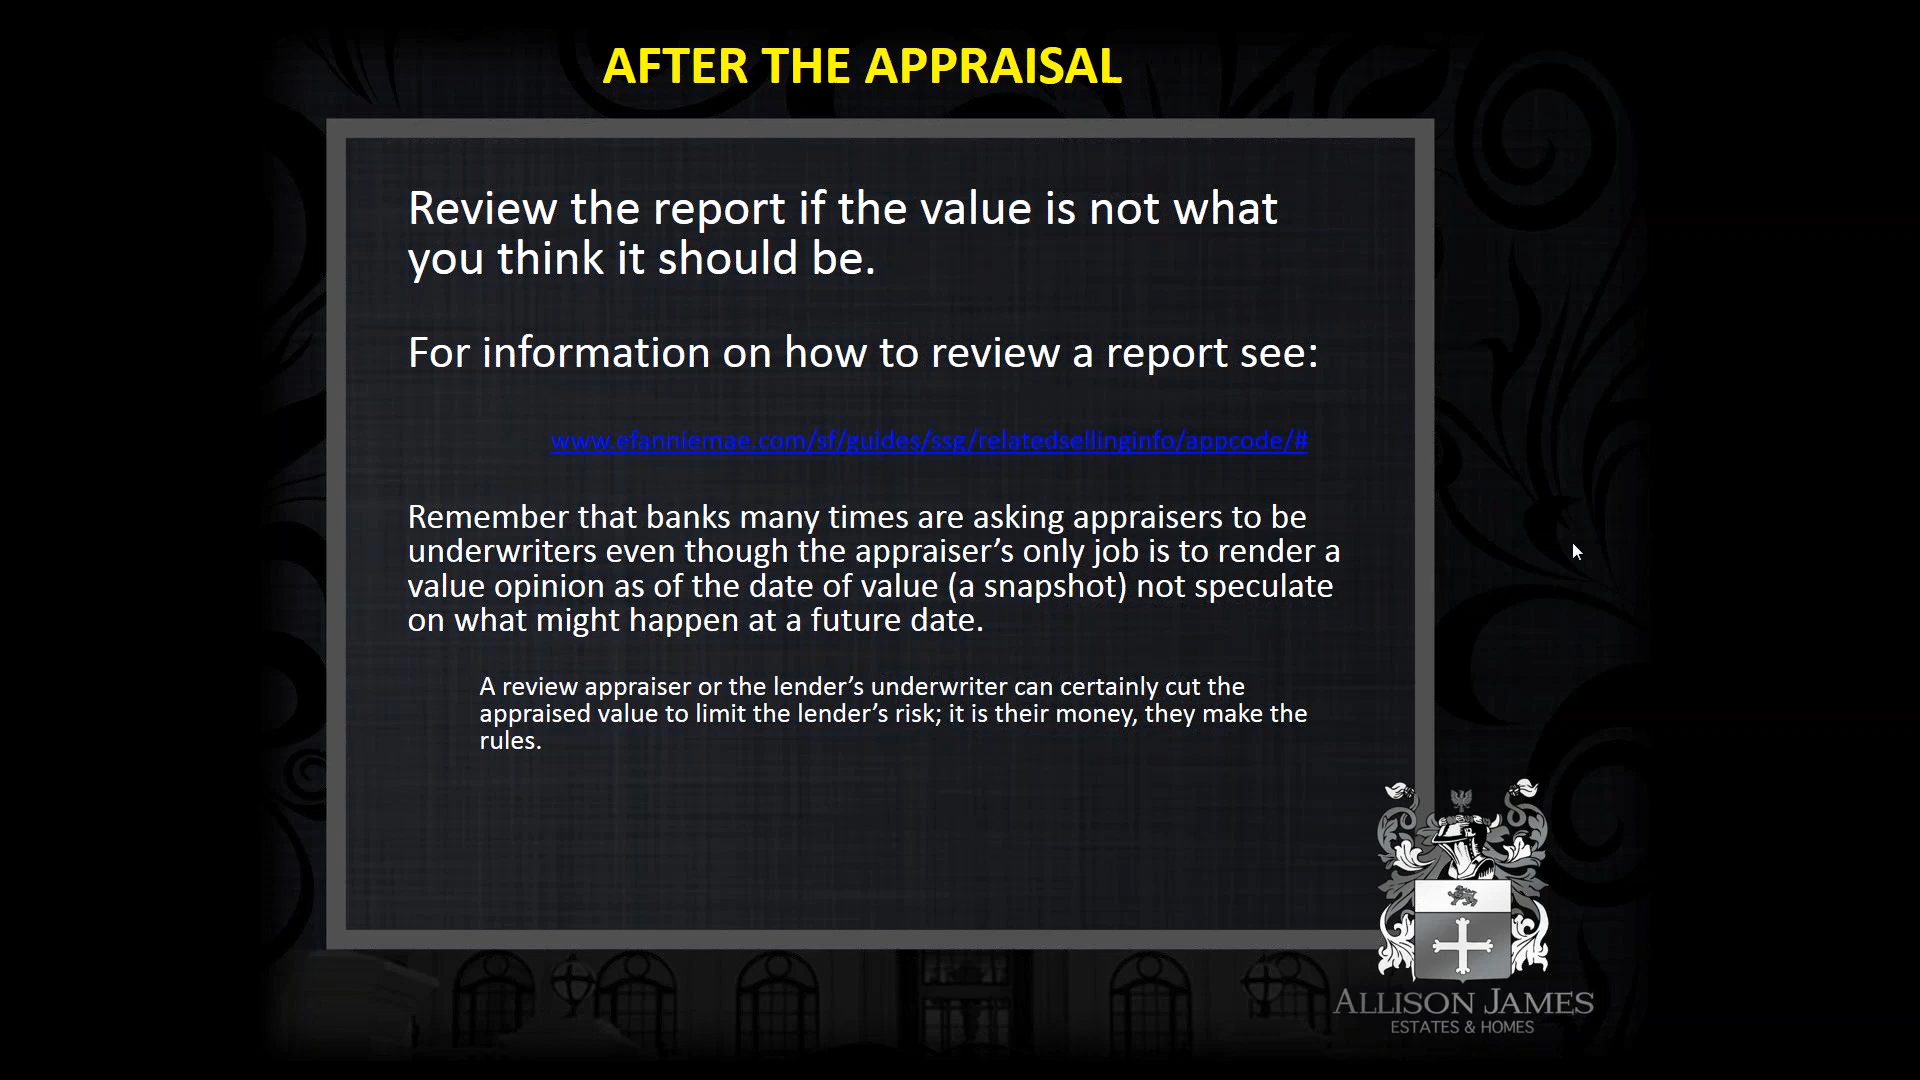 AFTER THE APPRAISAL
Review the report if the value is not what
you think it should be.
For information on how to review a report see:
www.efanniemae.com/sf/guides/ssg/relatedsellinginfo/appcode/#
Remember that banks many times are asking appraisers to be
underwriters even though the appraiser’s only job is to render a
value opinion as of the date of value (a snapshot) not speculate
on what might happen at a future date.
A review appraiser or the lender’s underwriter can certainly cut the
appraised value to limit the lender’s risk; it is their money, they make the
rules.
ALLISON JAMES
ESTATES & HOMES